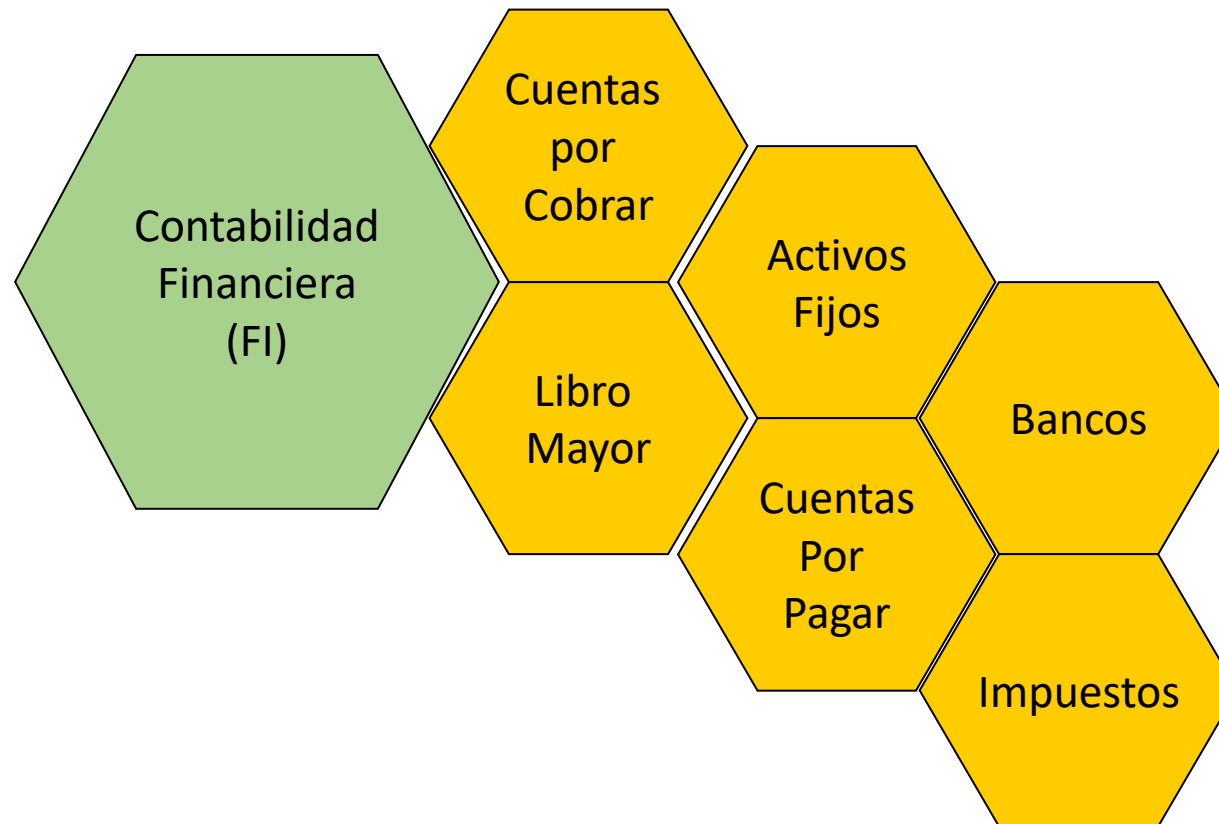 Contabilidad
Financiera
(FI)
Cuentas
por
Cobrar
Libro
Mayor
Activos
Fijos
Cuentas
Por
Pagar
Bancos
Impuestos